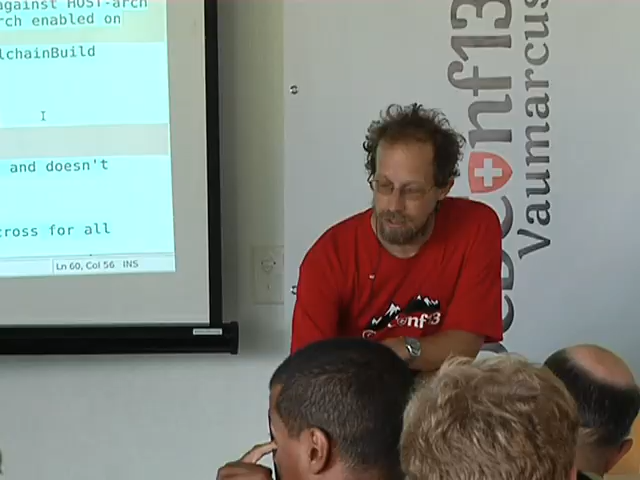 against HOST-arch
rch enabled on
lchainBuild
and doesn't
cross for all
Ln 60, Col 56 INS
ebConf13
Vaumarcus
onf13